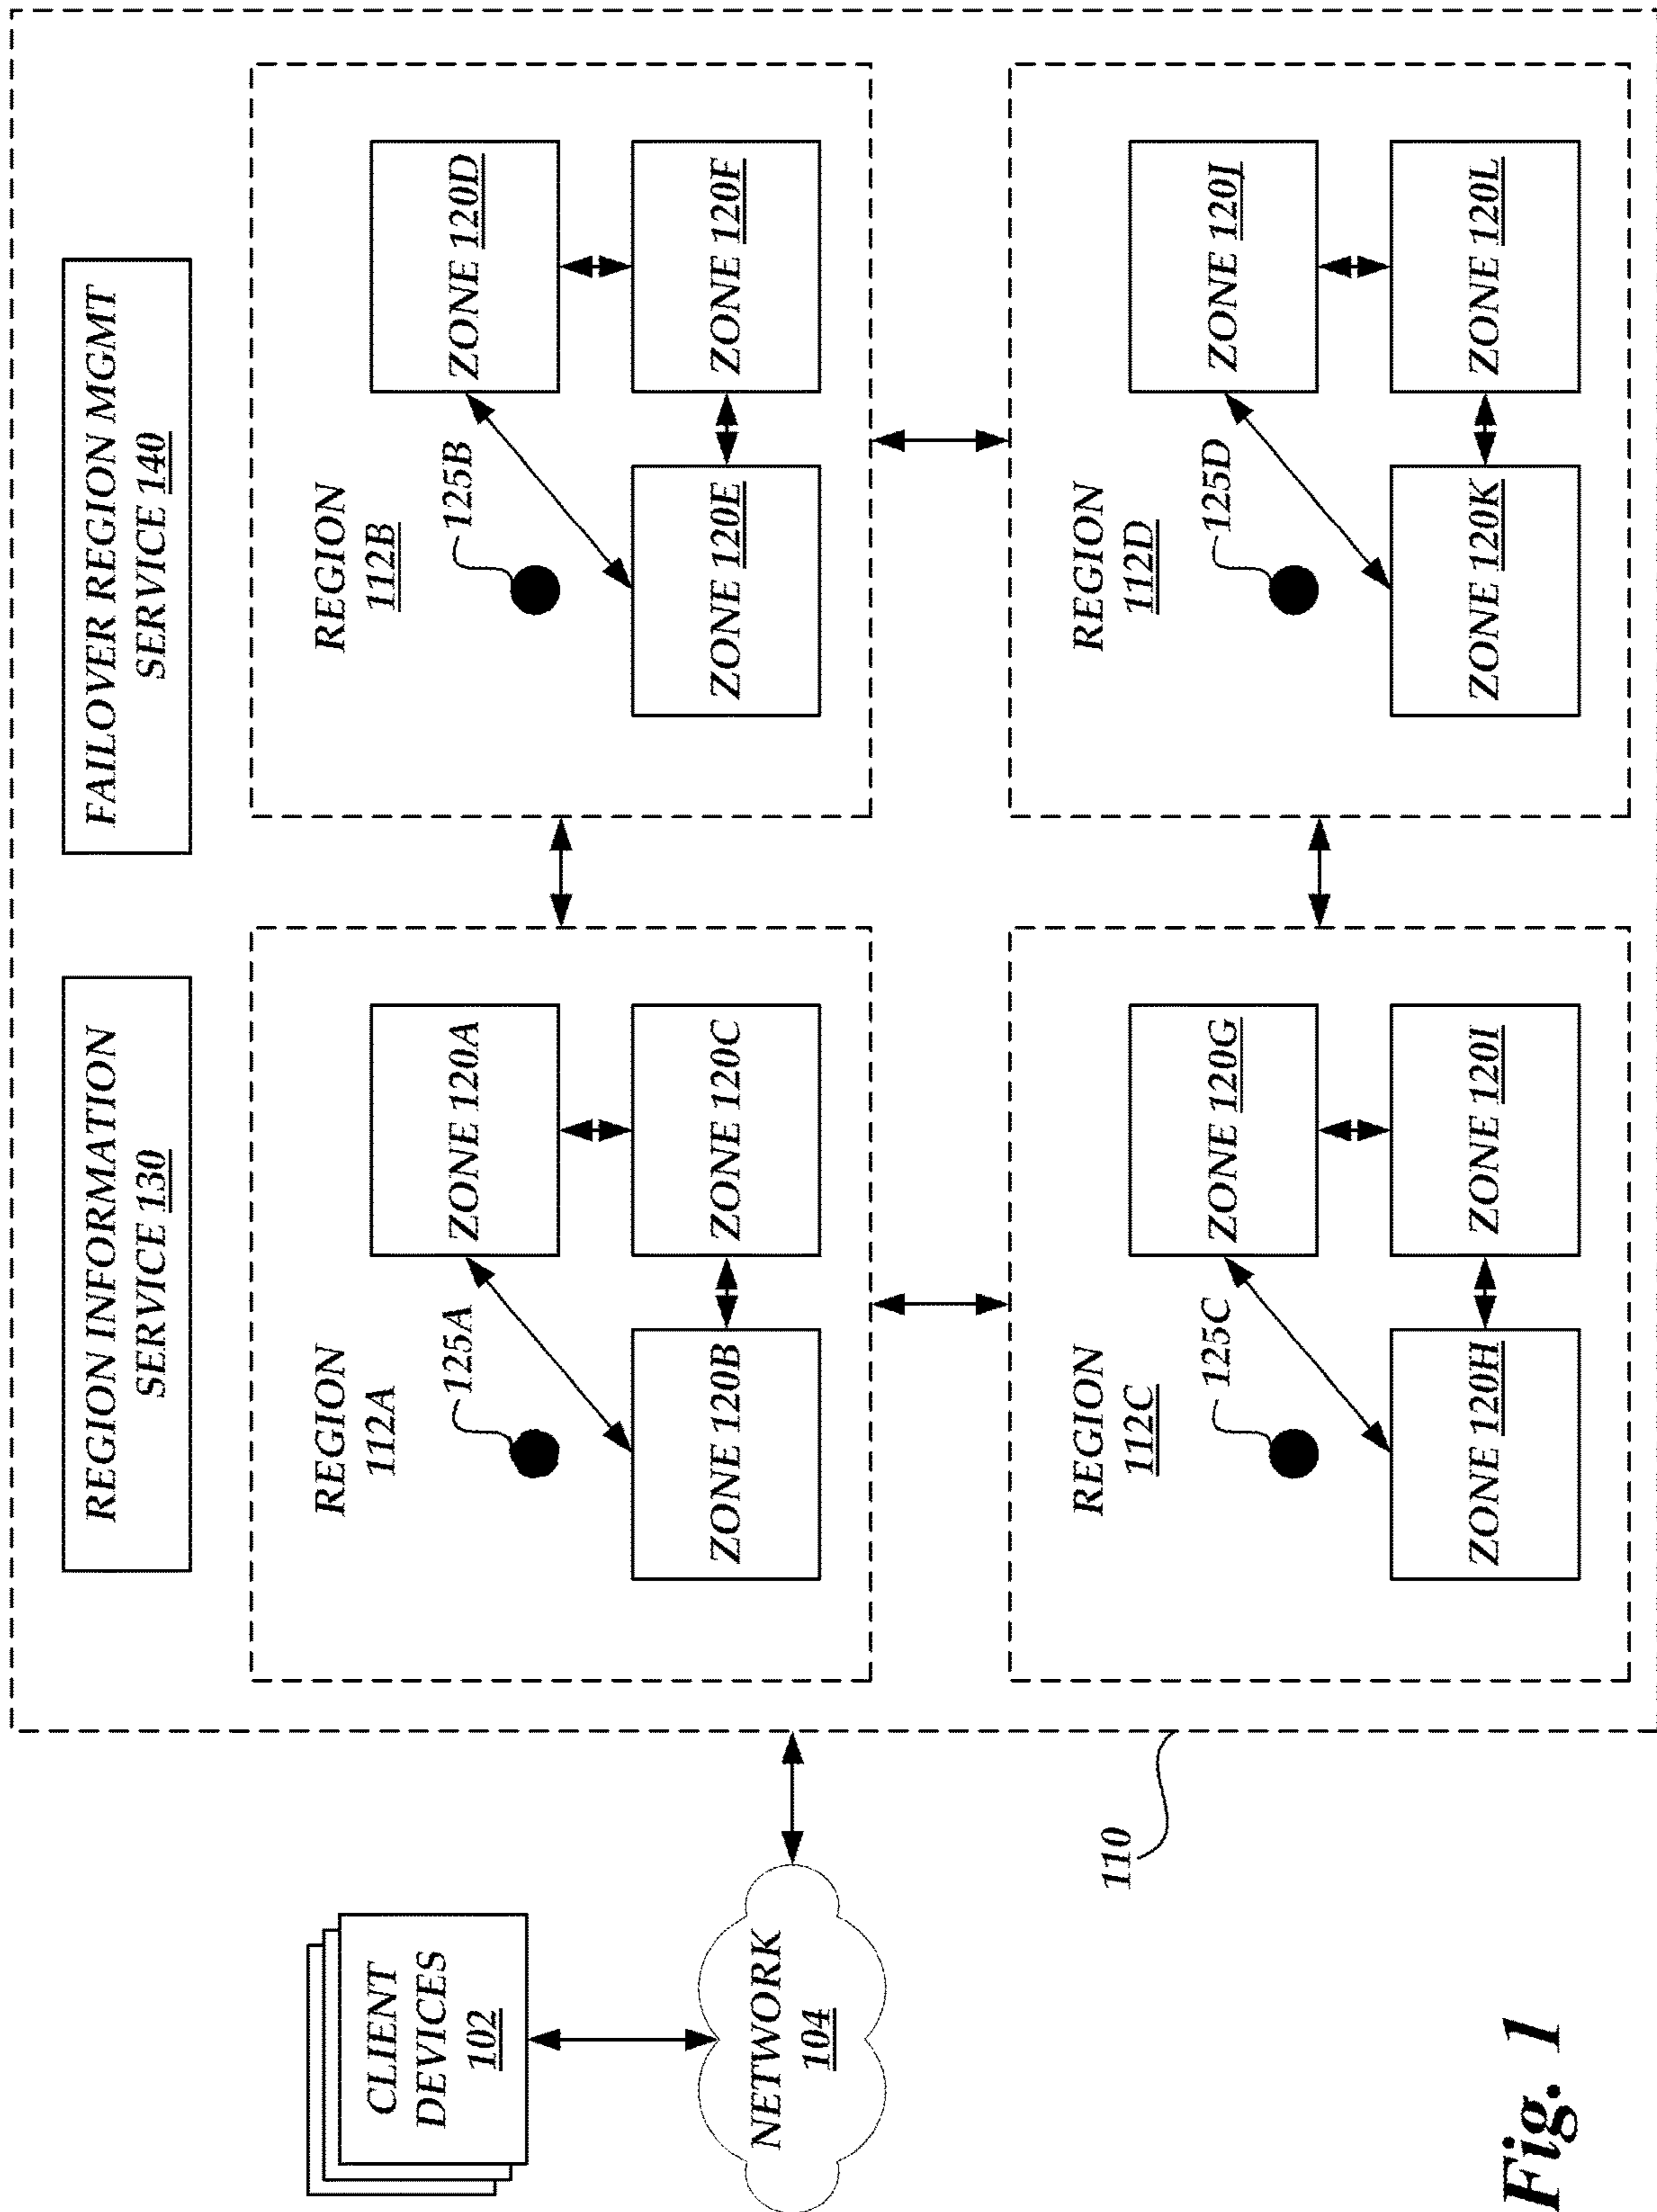 CLIENT
DEVICES
102
NETWORK
104
110
REGION INFORMATION
SERVICE 130
FAILOVER REGION MGMT
SERVICE 140
REGION
112A
125A
ZONE 120A
ZONE 120B
ZONE 120C
REGION
112B
125B
ZONE 120D
ZONE 120E
ZONE 120F
REGION
112C
125C
ZONE 120G
ZONE 120H
ZONE 120I
REGION
112D
125D
ZONE 120J
ZONE 120K
ZONE 120L
Fig. 1